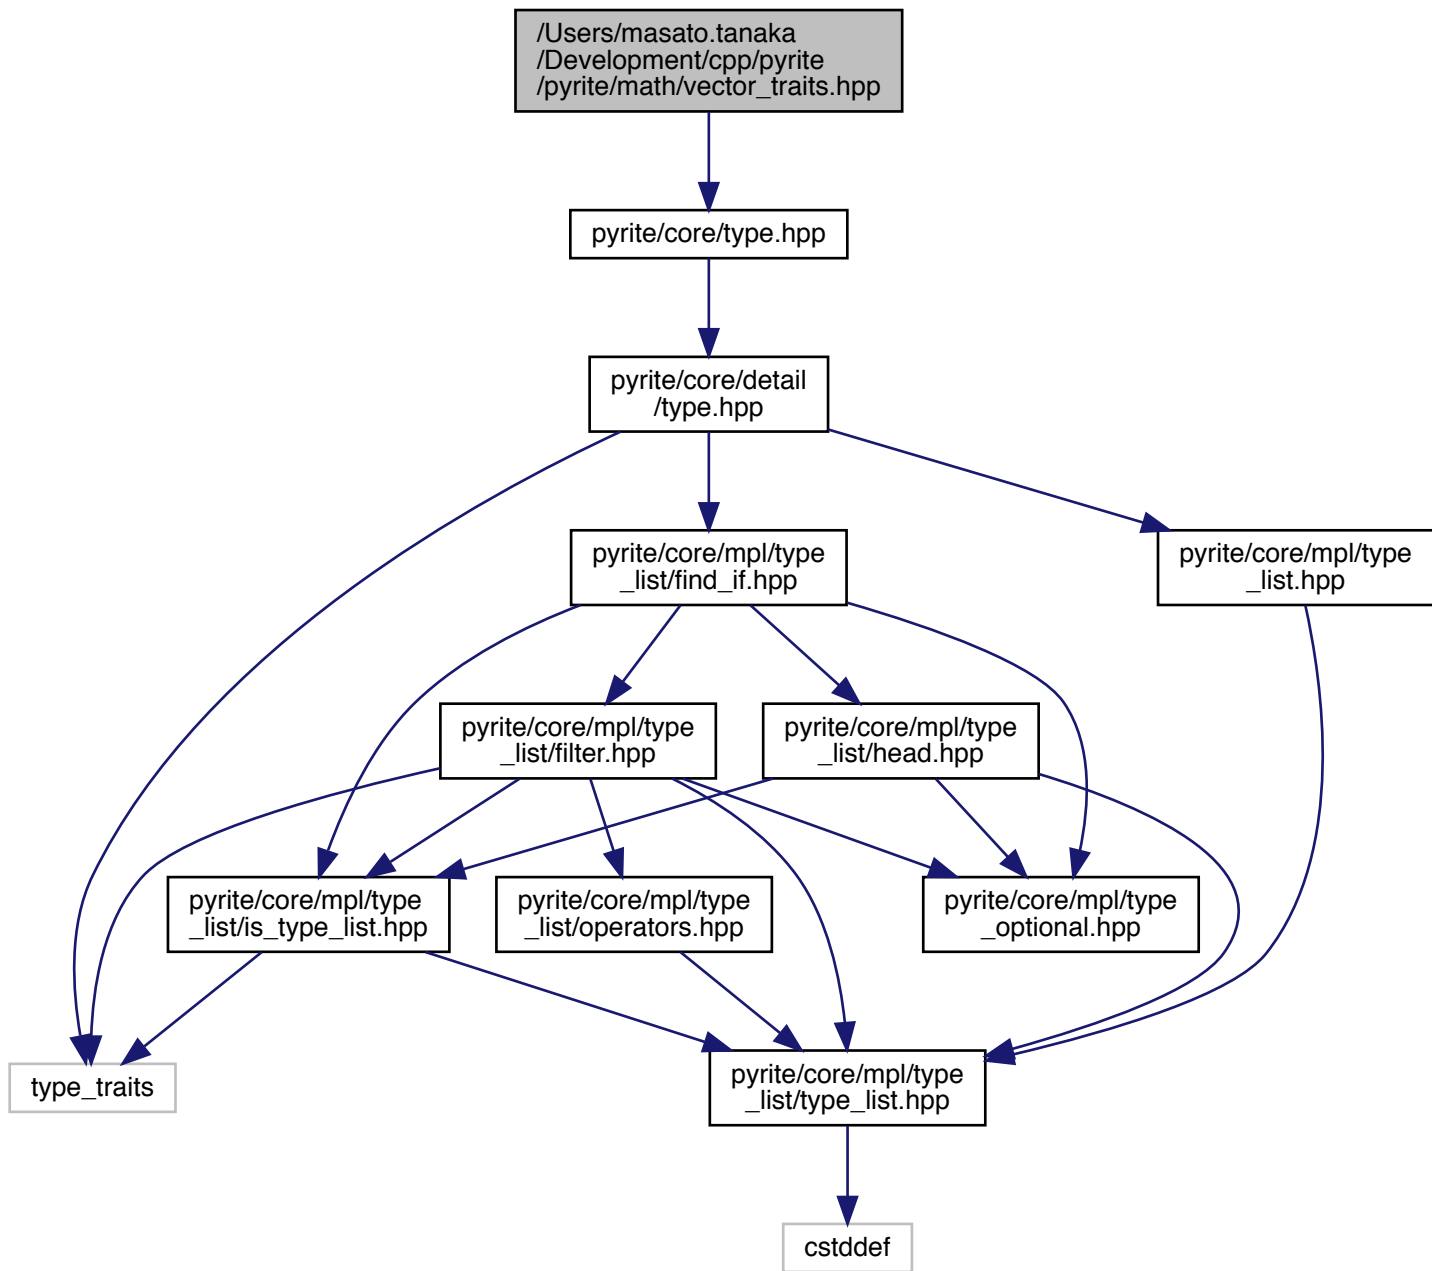 /Users/masato.tanaka
/Development/cpp/pyrite
/pyrite/math/vector_traits.hpp
pyrite/core/type.hpp
pyrite/core/detail
/type.hpp
pyrite/core/mpl/type
_list/find_if.hpp
pyrite/core/mpl/type
_list.hpp
pyrite/core/mpl/type
_list/filter.hpp
pyrite/core/mpl/type
_list/head.hpp
pyrite/core/mpl/type
_list/is_type_list.hpp
pyrite/core/mpl/type
_list/operators.hpp
pyrite/core/mpl/type
_optional.hpp
type_traits
pyrite/core/mpl/type
_list/type_list.hpp
cstddef